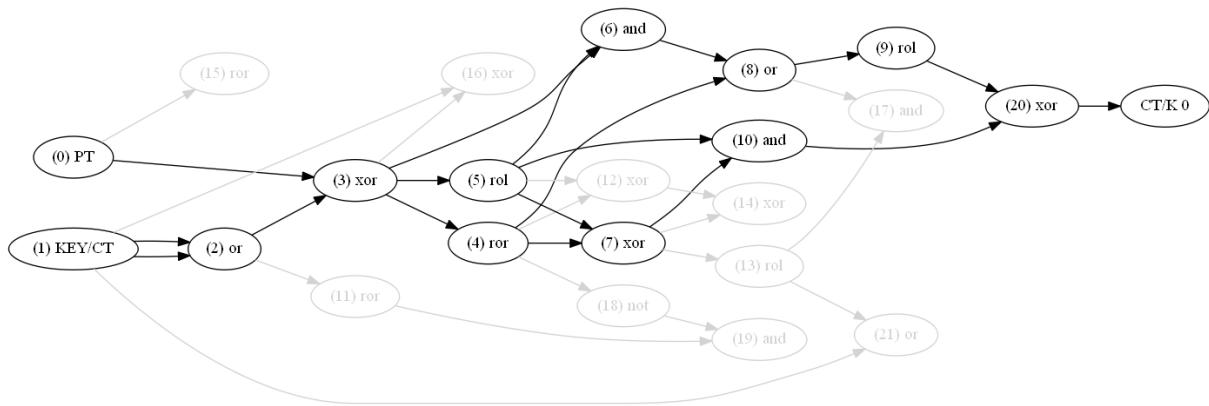 (0) PT
(1) KEY/CT
(15) ror
(2) or
(11) ror
(3) xor
(16) xor
(5) rol
(4) ror
(6) and
(12) xor
(7) xor
(18) not
(8) or
(10) and
(14) xor
(13) rol
(19) and
(9) rol
(17) and
(21) or
(20) xor
CT/K 0